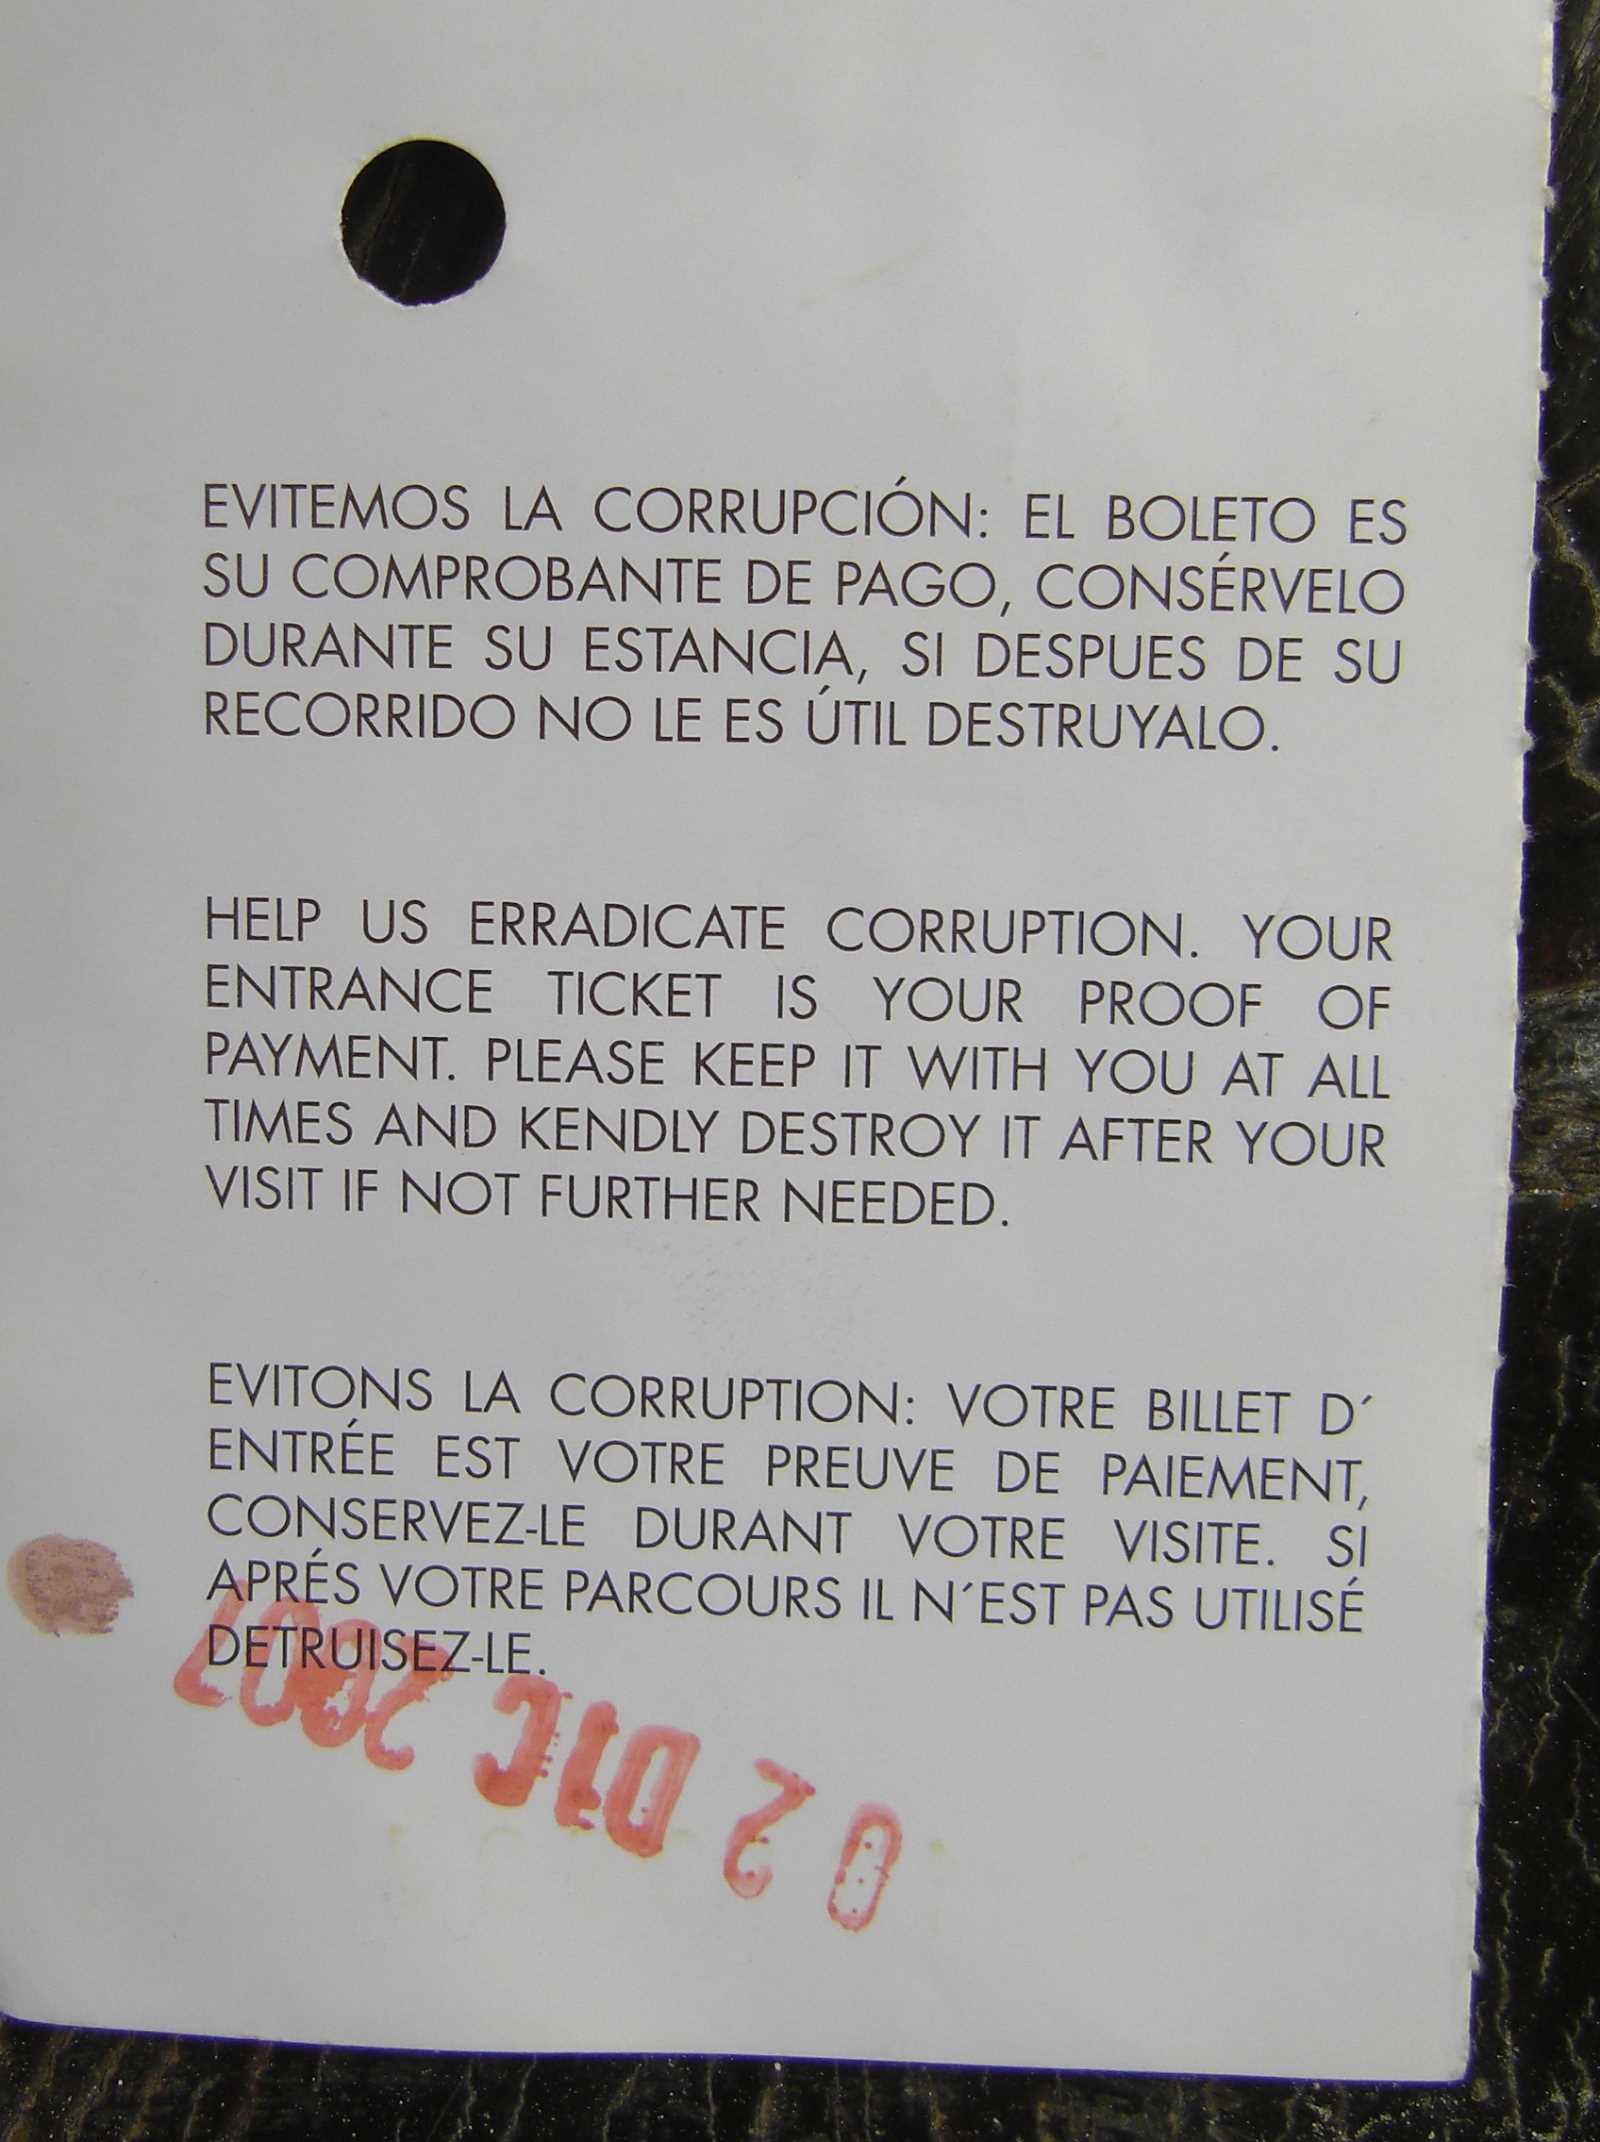 EVITEMOS LA CORRUPCIÓN: EL BOLETO ES
SU COMPROBANTE DE PAGO, CONSÉRVELO
DURANTE SU ESTANCIA, SI DESPUES DE SU
RECORRIDO NO LE ES ÚTIL DESTRUYALO.
HELP US ERRADICATE CORRUPTION. YOUR
ENTRANCE TICKET IS YOUR PROOF OF
PAYMENT. PLEASE KEEP IT WITH YOU AT ALL
TIMES AND KENDLY DESTROY IT AFTER YOUR
VISIT IF NOT FURTHER NEEDED.
EVITONS LA CORRUPTION: VOTRE BILLET D´
ENTRÉE EST VOTRE PREUVE DE PAIEMENT,
CONSERVEZ-LE DURANT VOTRE VISITE. SI
APRÉS VOTRE PARCOURS IL N´EST PAS UTILISÉ
DETRUISEZ-LE.
02 DIC 2007